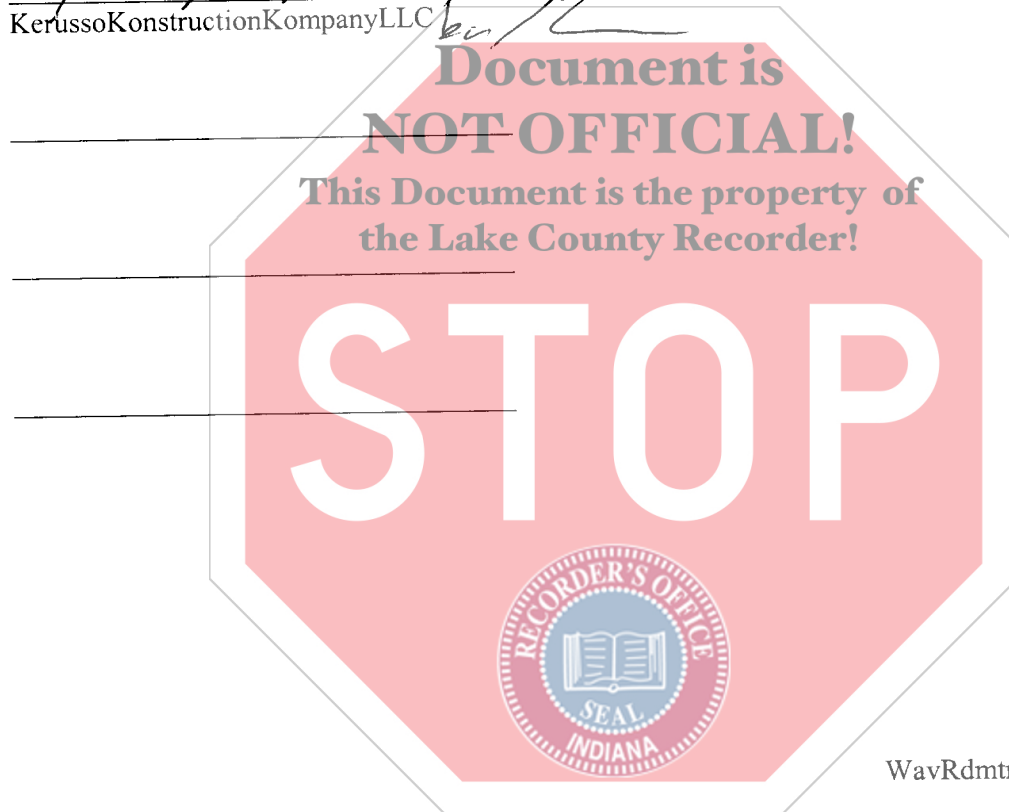 KerussoKonstructionKompanyLLC
Document is
NOT OFFICIAL!
This Document is the property of
the Lake County Recorder!
STOP
RECORDER'S OFFICE
SEAL
INDIANA
WavRdmt